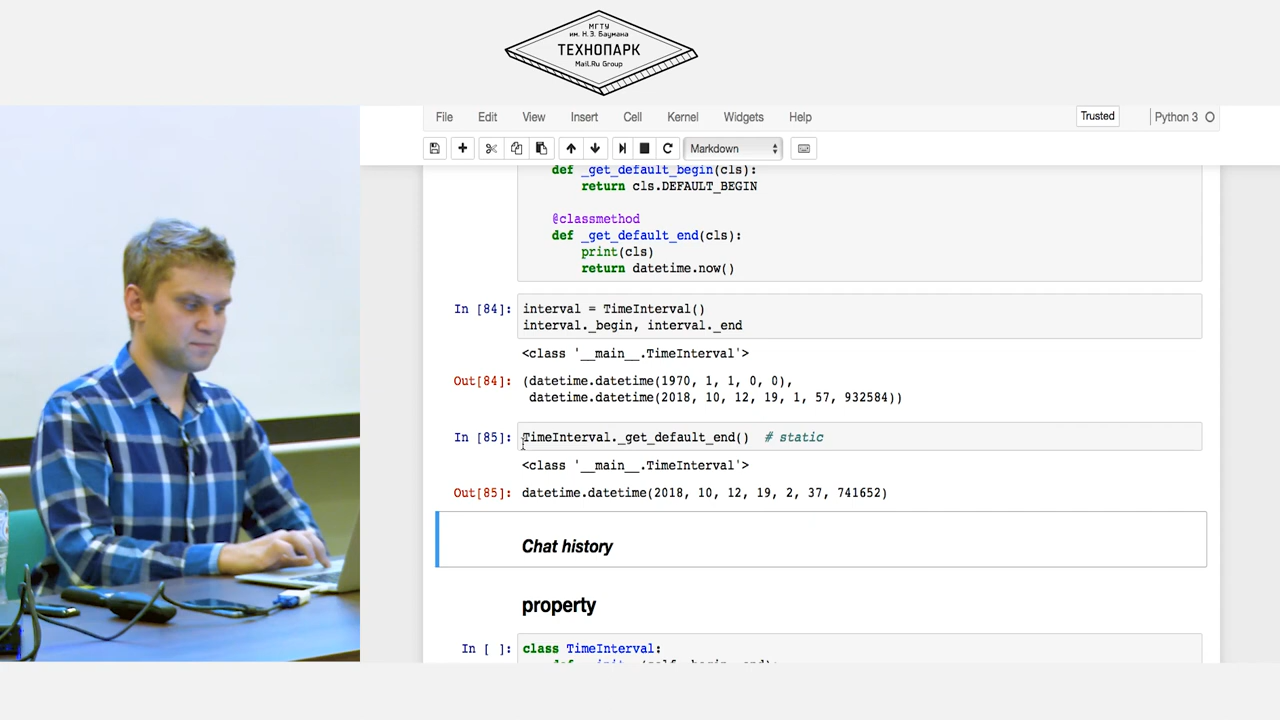 МГТУ
им. Н.Э. Баумана
ТЕХНОПАРК
Mail.Ru Group
File Edit View Insert Cell Kernel Widgets Help Trusted Python 3
Markdown
def _get_default_begin(cls):
return cls.DEFAULT_BEGIN
@classmethod
def _get_default_end(cls):
print(cls)
return datetime.now()
In [84]: interval = TimeInterval()
interval._begin, interval._end
<class '__main__.TimeInterval'>
Out[84]: (datetime.datetime(1970, 1, 1, 0, 0),
datetime.datetime(2018, 10, 12, 19, 1, 57, 932584))
In [85]: TimeInterval._get_default_end() # static
<class '__main__.TimeInterval'>
Out[85]: datetime.datetime(2018, 10, 12, 19, 2, 37, 741652)
Chat history
property
In [ ]: class TimeInterval: